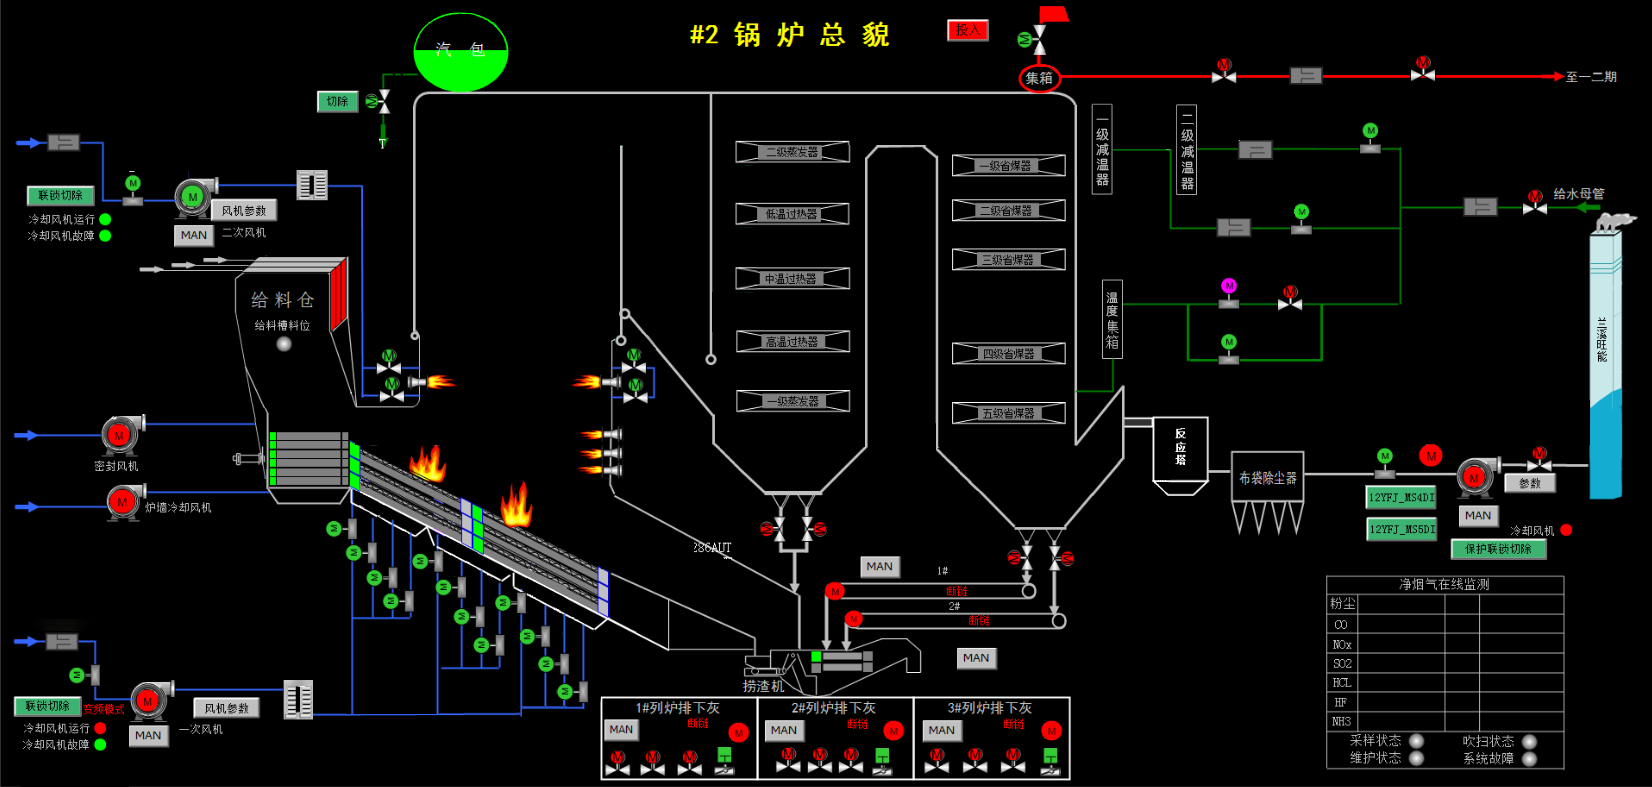 #2 锅 炉 总 貌
汽 包
投入
M
集箱
M
M
至一二期
切除
M
T
联锁切除
冷却风机运行
冷却风机故障
M
M
风机参数
MAN
二次风机
二级蒸发器
低温过热器
中温过热器
高温过热器
一级蒸发器
一级省煤器
二级省煤器
三级省煤器
四级省煤器
五级省煤器
一级减温器
二级减温器
温度集箱
M
M
M
M
M
M
给水母管
兰溪旺能
给料仓
给料槽料位
M
M
M
M
M
密封风机
M
炉墙冷却风机
反应塔
布袋除尘器
M
M
M
M
参数
12YFJ_MS4DI
12YFJ_MS5DI
MAN
冷却风机
保护联锁切除
M
M
M
M
M
M
M
M
M
M
M
M
286AUT
M
M
M
M
MAN
1#
M
断链
2#
M
断链
MAN
捞渣机
M
联锁切除
变频模式
冷却风机运行
冷却风机故障
M
MAN
风机参数
一次风机
1#列炉排下灰
MAN
断链
M
M
M
M
2#列炉排下灰
MAN
断链
M
M
M
M
3#列炉排下灰
MAN
断链
M
M
M
M
净烟气在线监测
粉尘
CO
NOx
SO2
HCL
HF
NH3
采样状态
吹扫状态
维护状态
系统故障